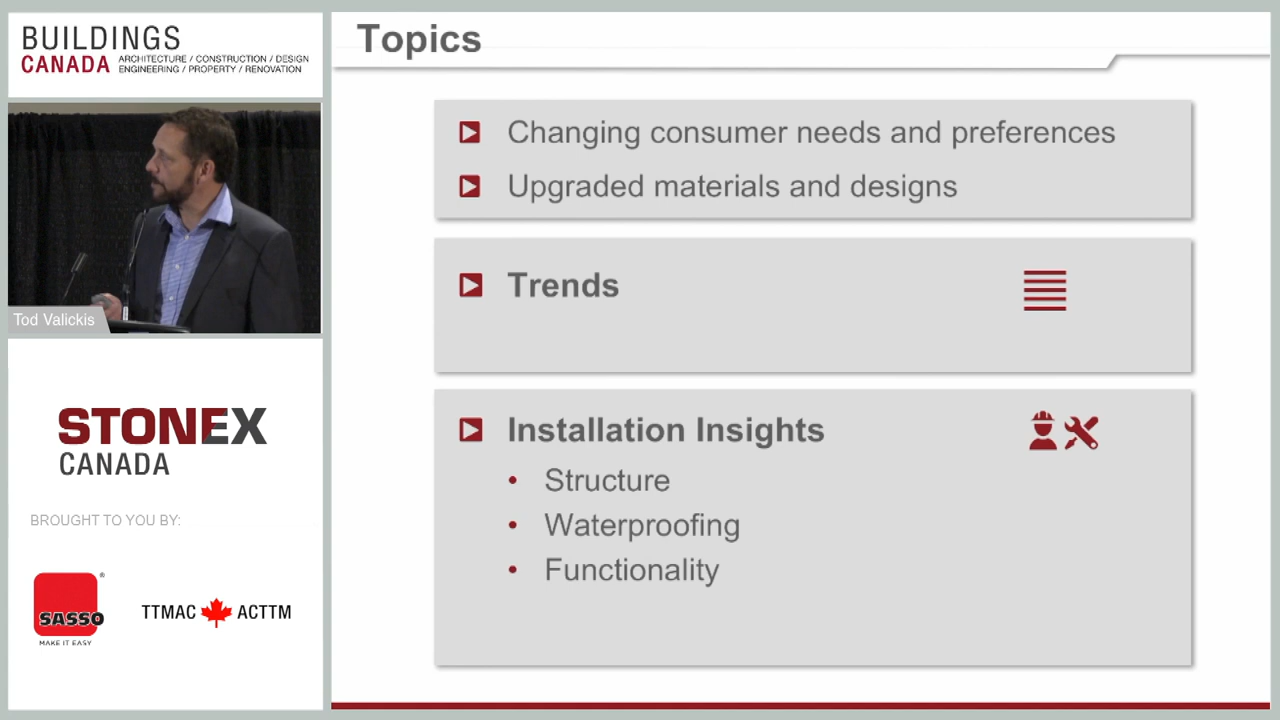 BUILDINGS
CANADA ARCHITECTURE / CONSTRUCTION / DESIGN
ENGINEERING / PROPERTY / RENOVATION
Tod Valickis
STONEX
CANADA
BROUGHT TO YOU BY:
SASSO
®
MAKE IT EASY
TTMAC ACTTM
Topics
Changing consumer needs and preferences
Upgraded materials and designs
Trends
Installation Insights
• Structure
• Waterproofing
• Functionality